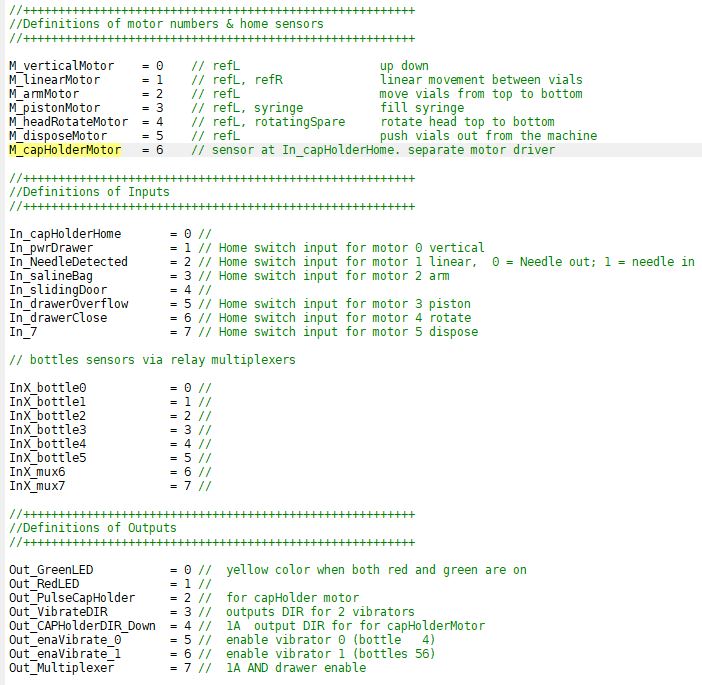 //++++++++++++++++++++++++++++++++++++++++++++++++++++++++
//Definitions of motor numbers & home sensors
//++++++++++++++++++++++++++++++++++++++++++++++++++++++++
M_verticalMotor    = 0    // refL                    up down
M_linearMotor      = 1    // refL, refR              linear movement between vials
M_armMotor         = 2    // refL                    move vials from top to bottom
M_pistonMotor      = 3    // refL, syringe           fill syringe
M_headRotateMotor  = 4    // refL, rotatingSpare     rotate head top to bottom
M_disposeMotor     = 5    // refL                    push vials out from the machine
M_capHolderMotor   = 6    // sensor at In_capHolderHome. separate motor driver
//++++++++++++++++++++++++++++++++++++++++++++++++++++++++
//Definitions of Inputs
//++++++++++++++++++++++++++++++++++++++++++++++++++++++++
In_capHolderHome       = 0 //
In_pwrDrawer           = 1 // Home switch input for motor 0 vertical
In_NeedleDetected      = 2 // Home switch input for motor 1 linear,  0 = Needle out; 1 = needle in
In_salineBag           = 3 // Home switch input for motor 2 arm
In_slidingDoor         = 4 //
In_drawerOverflow      = 5 // Home switch input for motor 3 piston
In_drawerClose         = 6 // Home switch input for motor 4 rotate
In_7                   = 7 // Home switch input for motor 5 dispose
// bottles sensors via relay multiplexers
InX_bottle0            = 0 //
InX_bottle1            = 1 //
InX_bottle2            = 2 //
InX_bottle3            = 3 //
InX_bottle4            = 4 //
InX_bottle5            = 5 //
InX_mux6               = 6 //
InX_mux7               = 7 //
//++++++++++++++++++++++++++++++++++++++++++++++++++++++++
//Definitions of Outputs
//++++++++++++++++++++++++++++++++++++++++++++++++++++++++
Out_GreenLED           = 0 //  yellow color when both red and green are on
Out_RedLED             = 1 //
Out_PulseCapHolder     = 2 //  for capHolder motor
Out_VibrateDIR         = 3 //  outputs DIR for 2 vibrators
Out_CAPHolderDIR_Down  = 4 //  1A  output DIR for for capHolderMotor
Out_enaVibrate_0       = 5 //  enable vibrator 0 (bottle   4)
Out_enaVibrate_1       = 6 //  enable vibrator 1 (bottles 56)
Out_Multiplexer        = 7 //  1A AND drawer enable